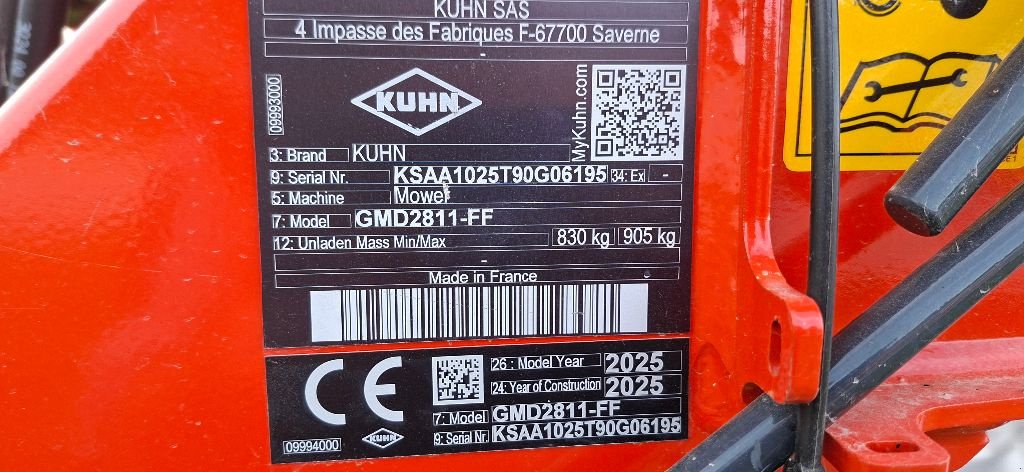 KUHN SAS
4 Impasse des Fabriques F-67700 Saverne
-
09993000
KUHN
MyKuhn.com
3: Brand KUHN
9: Serial Nr. KSAA1025T90G06195 34: Ex -
5: Machine Mower
7: Model GMD2811-FF
12: Unladen Mass Min/Max 830 kg 905 kg
-
Made in France
CE
26: Model Year 2025
24: Year of Construction 2025
7: Model GMD2811-FF
9: Serial Nr KSAA1025T90G06195
09994000
KUHN